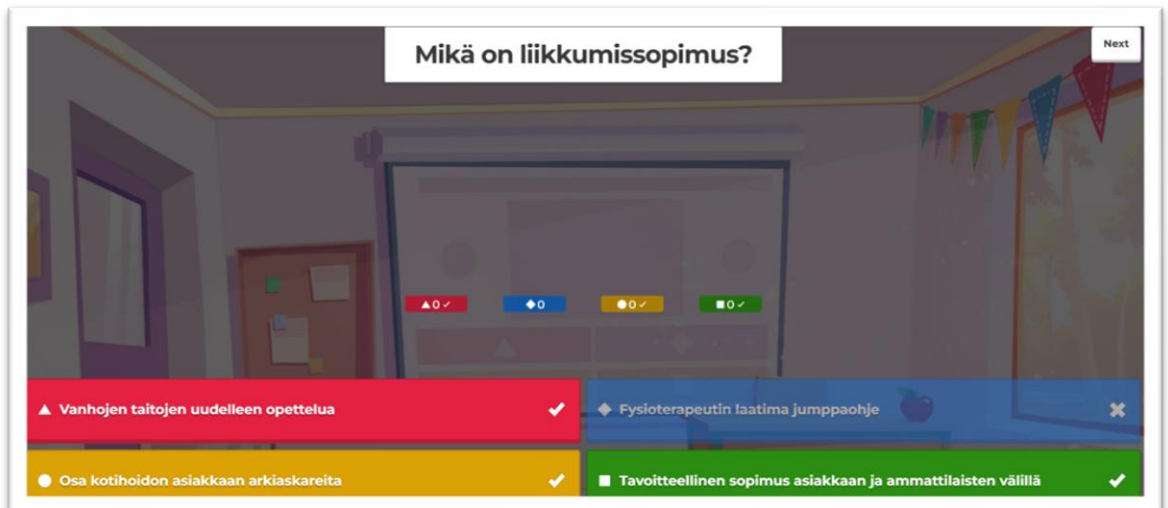 Mikä on liikkumissopimus?
Next
▲ 0 ✓
◆ 0
● 0 ✓
■ 0 ✓
▲ Vanhojen taitojen uudelleen opettelua ✓
◆ Fysioterapeutin laatima jumppaohje ✗
● Osa kotihoidon asiakkaan arkiaskareita ✓
■ Tavoitteellinen sopimus asiakkaan ja ammattilaisten välillä ✓